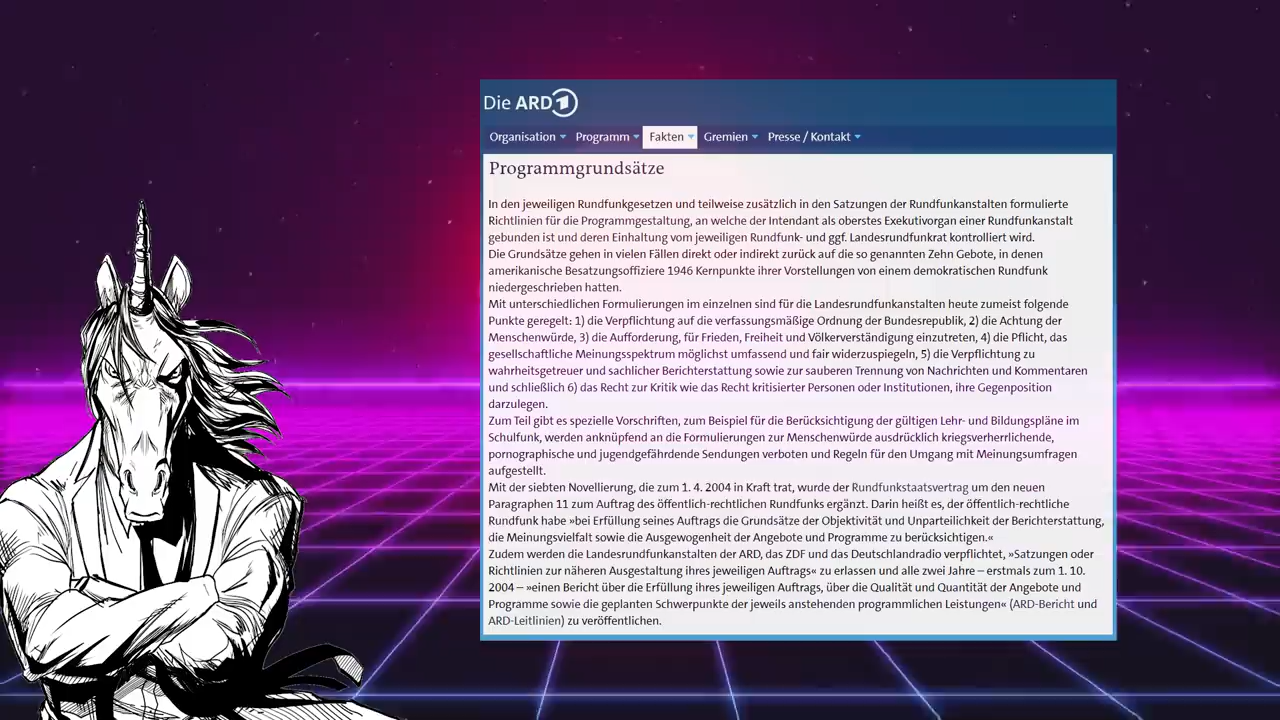 Die ARD
Organisation Programm Fakten Gremien Presse / Kontakt
Programmgrundsätze
In den jeweiligen Rundfunkgesetzen und teilweise zusätzlich in den Satzungen der Rundfunkanstalten formulierte
Richtlinien für die Programmgestaltung, an welche der Intendant als oberstes Exekutivorgan einer Rundfunkanstalt
gebunden ist und deren Einhaltung vom jeweiligen Rundfunk- und ggf. Landesrundfunkrat kontrolliert wird.
Die Grundsätze gehen in vielen Fällen direkt oder indirekt zurück auf die so genannten Zehn Gebote, in denen
amerikanische Besatzungsoffiziere 1946 Kernpunkte ihrer Vorstellungen von einem demokratischen Rundfunk
niedergeschrieben hatten.
Mit unterschiedlichen Formulierungen im einzelnen sind für die Landesrundfunkanstalten heute zumeist folgende
Punkte geregelt: 1) die Verpflichtung auf die verfassungsmäßige Ordnung der Bundesrepublik, 2) die Achtung der
Menschenwürde, 3) die Aufforderung, für Frieden, Freiheit und Völkerverständigung einzutreten, 4) die Pflicht, das
gesellschaftliche Meinungsspektrum möglichst umfassend und fair widerzuspiegeln, 5) die Verpflichtung zu
wahrheitsgetreuer und sachlicher Berichterstattung sowie zur sauberen Trennung von Nachrichten und Kommentaren
und schließlich 6) das Recht zur Kritik wie das Recht kritisierter Personen oder Institutionen, ihre Gegenposition
darzulegen.
Zum Teil gibt es spezielle Vorschriften, zum Beispiel für die Berücksichtigung der gültigen Lehr- und Bildungspläne im
Schulfunk, werden anknüpfend an die Formulierungen zur Menschenwürde ausdrücklich kriegsverherrlichende,
pornographische und jugendgefährdende Sendungen verboten und Regeln für den Umgang mit Meinungsumfragen
aufgestellt.
Mit der siebten Novellierung, die zum 1. 4. 2004 in Kraft trat, wurde der Rundfunkstaatsvertrag um den neuen
Paragraphen 11 zum Auftrag des öffentlich-rechtlichen Rundfunks ergänzt. Darin heißt es, der öffentlich-rechtliche
Rundfunk habe »bei Erfüllung seines Auftrags die Grundsätze der Objektivität und Unparteilichkeit der Berichterstattung,
die Meinungsvielfalt sowie die Ausgewogenheit der Angebote und Programme zu berücksichtigen.«
Zudem werden die Landesrundfunkanstalten der ARD, das ZDF und das Deutschlandradio verpflichtet, »Satzungen oder
Richtlinien zur näheren Ausgestaltung ihres jeweiligen Auftrags« zu erlassen und alle zwei Jahre – erstmals zum 1. 10.
2004 – »einen Bericht über die Erfüllung ihres jeweiligen Auftrags, über die Qualität und Quantität der Angebote und
Programme sowie die geplanten Schwerpunkte der jeweils anstehenden programmlichen Leistungen« (ARD-Bericht und
ARD-Leitlinien) zu veröffentlichen.